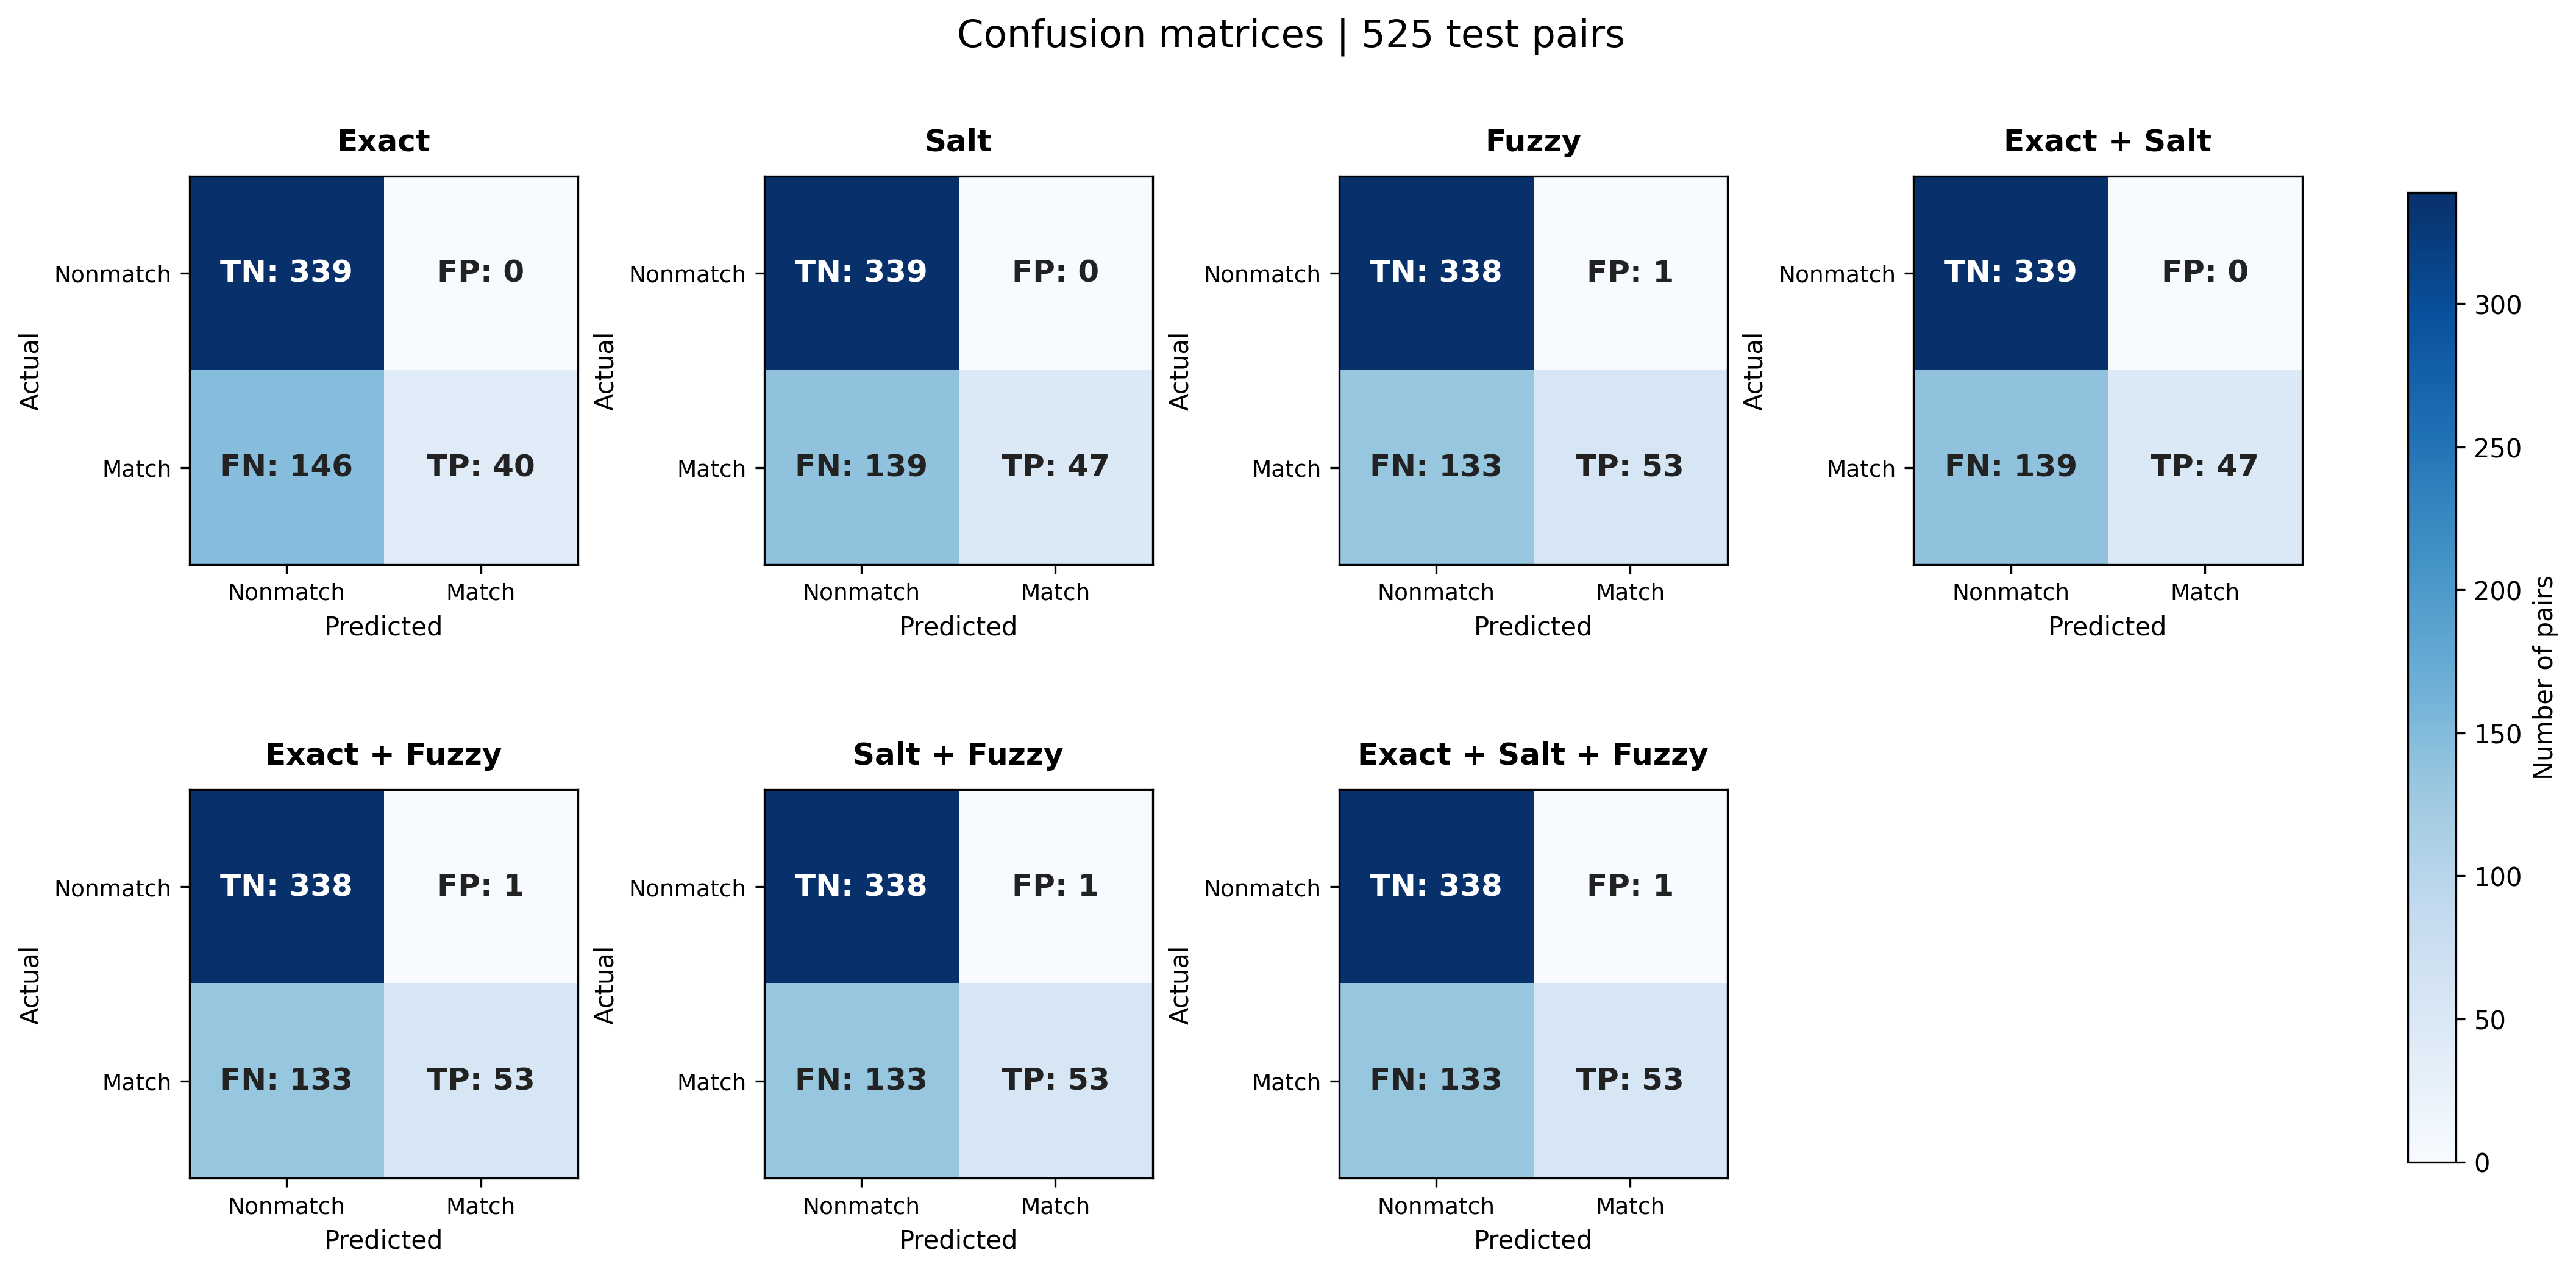 Confusion matrices | 525 test pairs
Exact
Actual
Nonmatch
Match
TN: 339
FP: 0
FN: 146
TP: 40
Nonmatch
Match
Predicted
Salt
Actual
Nonmatch
Match
TN: 339
FP: 0
FN: 139
TP: 47
Nonmatch
Match
Predicted
Fuzzy
Actual
Nonmatch
Match
TN: 338
FP: 1
FN: 133
TP: 53
Nonmatch
Match
Predicted
Exact + Salt
Actual
Nonmatch
Match
TN: 339
FP: 0
FN: 139
TP: 47
Nonmatch
Match
Predicted
Exact + Fuzzy
Actual
Nonmatch
Match
TN: 338
FP: 1
FN: 133
TP: 53
Nonmatch
Match
Predicted
Salt + Fuzzy
Actual
Nonmatch
Match
TN: 338
FP: 1
FN: 133
TP: 53
Nonmatch
Match
Predicted
Exact + Salt + Fuzzy
Actual
Nonmatch
Match
TN: 338
FP: 1
FN: 133
TP: 53
Nonmatch
Match
Predicted
300
250
200
150
100
50
0
Number of pairs